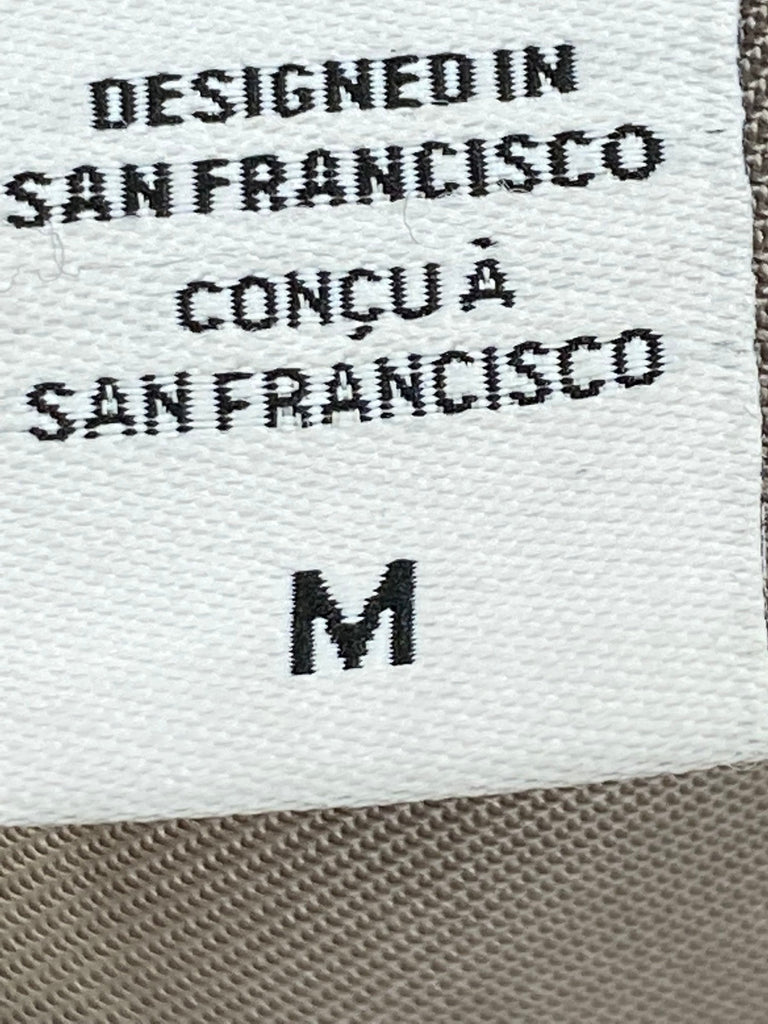 DESIGNED IN
SAN FRANCISCO
CONÇU À
SAN FRANCISCO
M